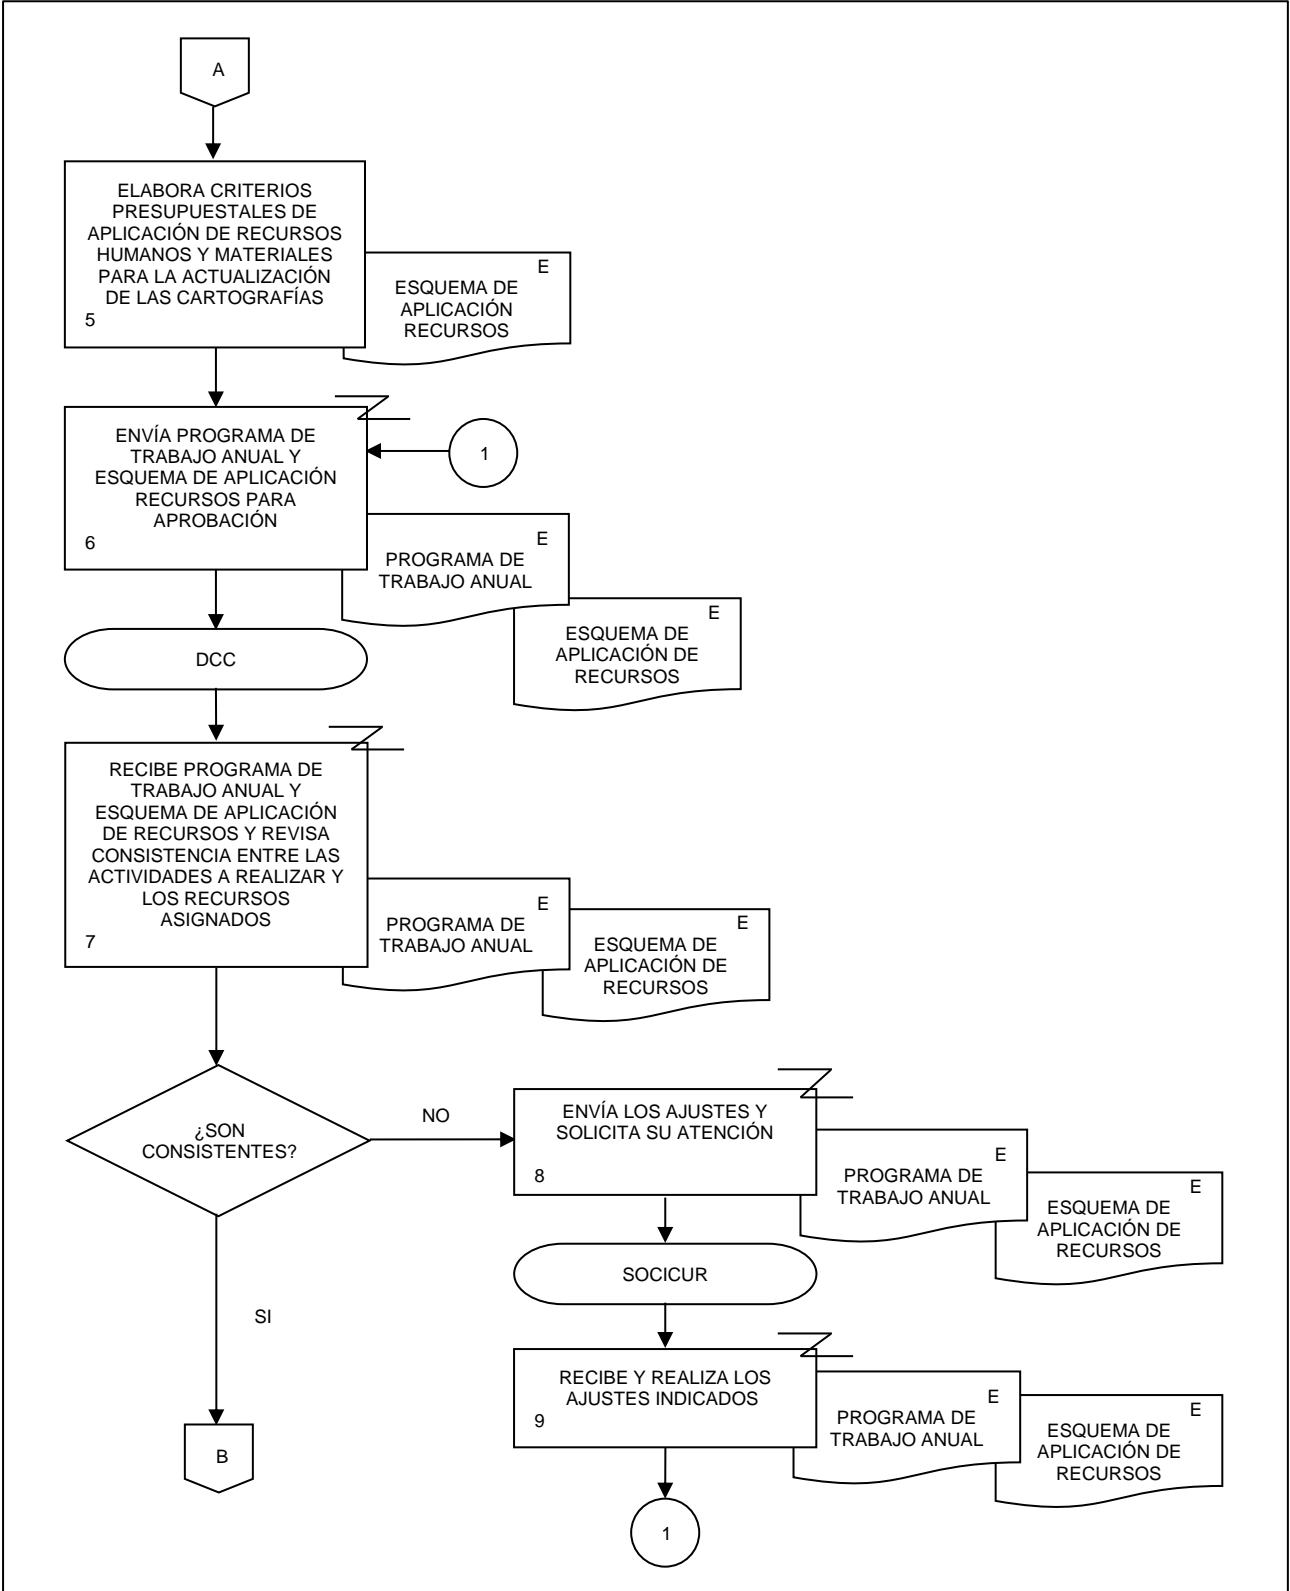 A
ELABORA CRITERIOS
PRESUPUESTALES DE
APLICACIÓN DE RECURSOS
HUMANOS Y MATERIALES
PARA LA ACTUALIZACIÓN
DE LAS CARTOGRAFÍAS
5
E
ESQUEMA DE
APLICACIÓN
RECURSOS
ENVÍA PROGRAMA DE
TRABAJO ANUAL Y
ESQUEMA DE APLICACIÓN
RECURSOS PARA
APROBACIÓN
6
1
E
PROGRAMA DE
TRABAJO ANUAL
E
ESQUEMA DE
APLICACIÓN DE
RECURSOS
DCC
RECIBE PROGRAMA DE
TRABAJO ANUAL Y
ESQUEMA DE APLICACIÓN
DE RECURSOS Y REVISA
CONSISTENCIA ENTRE LAS
ACTIVIDADES A REALIZAR Y
LOS RECURSOS
ASIGNADOS
7
E
PROGRAMA DE
TRABAJO ANUAL
E
ESQUEMA DE
APLICACIÓN DE
RECURSOS
¿SON
CONSISTENTES?
NO
ENVÍA LOS AJUSTES Y
SOLICITA SU ATENCIÓN
8
E
PROGRAMA DE
TRABAJO ANUAL
E
ESQUEMA DE
APLICACIÓN DE
RECURSOS
SOCICUR
SI
RECIBE Y REALIZA LOS
AJUSTES INDICADOS
9
E
PROGRAMA DE
TRABAJO ANUAL
E
ESQUEMA DE
APLICACIÓN DE
RECURSOS
B
1